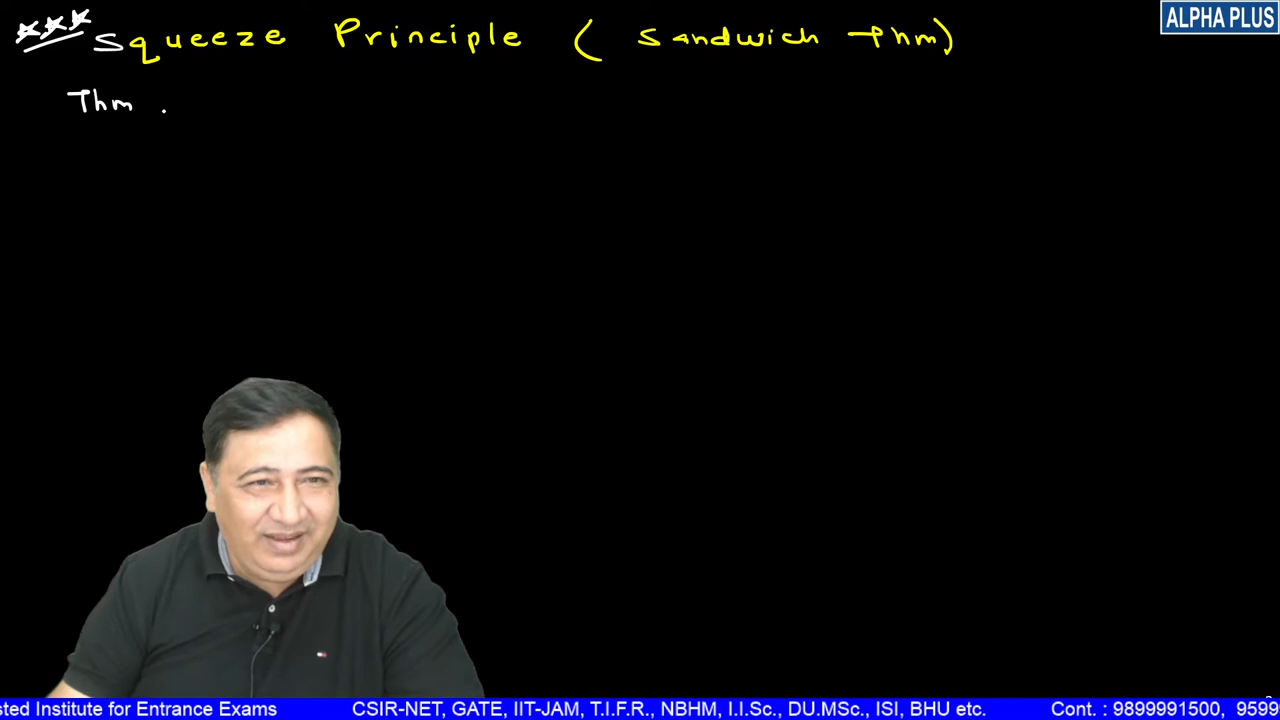 *** Squeeze Principle ( Sandwich Thm)
ALPHA PLUS
Thm .
sted Institute for Entrance Exams CSIR-NET, GATE, IIT-JAM, T.I.F.R., NBHM, I.I.Sc., DU.MSc., ISI, BHU etc. Cont. : 9899991500, 9599